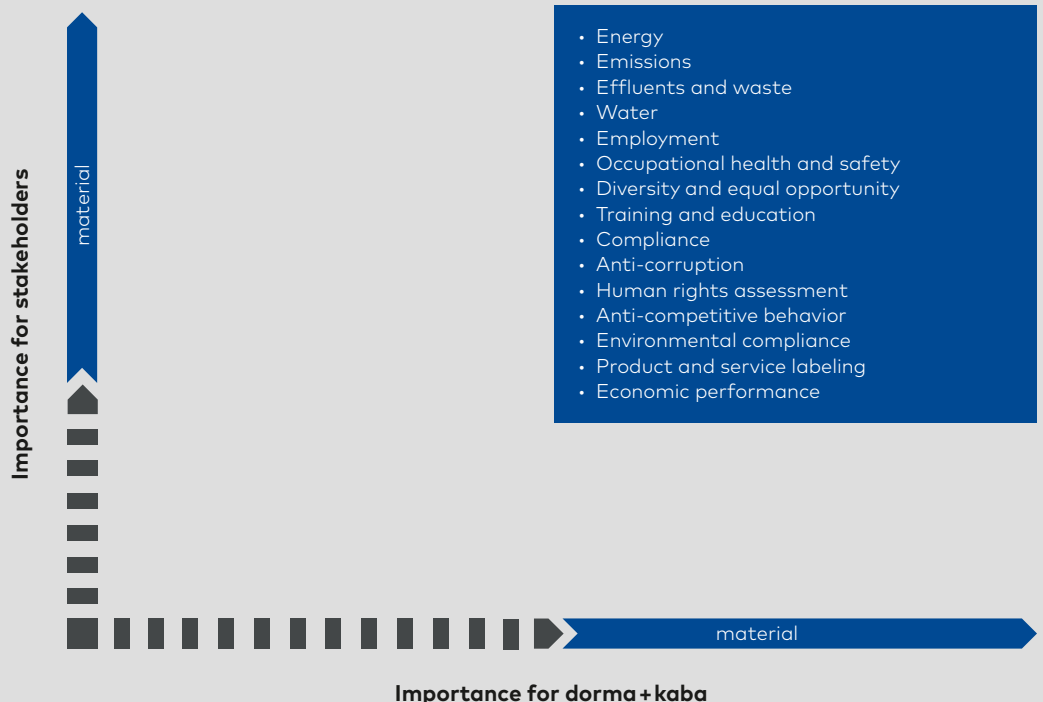 Importance for stakeholders
material
• Energy
• Emissions
• Effluents and waste
• Water
• Employment
• Occupational health and safety
• Diversity and equal opportunity
• Training and education
• Compliance
• Anti-corruption
• Human rights assessment
• Anti-competitive behavior
• Environmental compliance
• Product and service labeling
• Economic performance
material
Importance for dorma+kaba